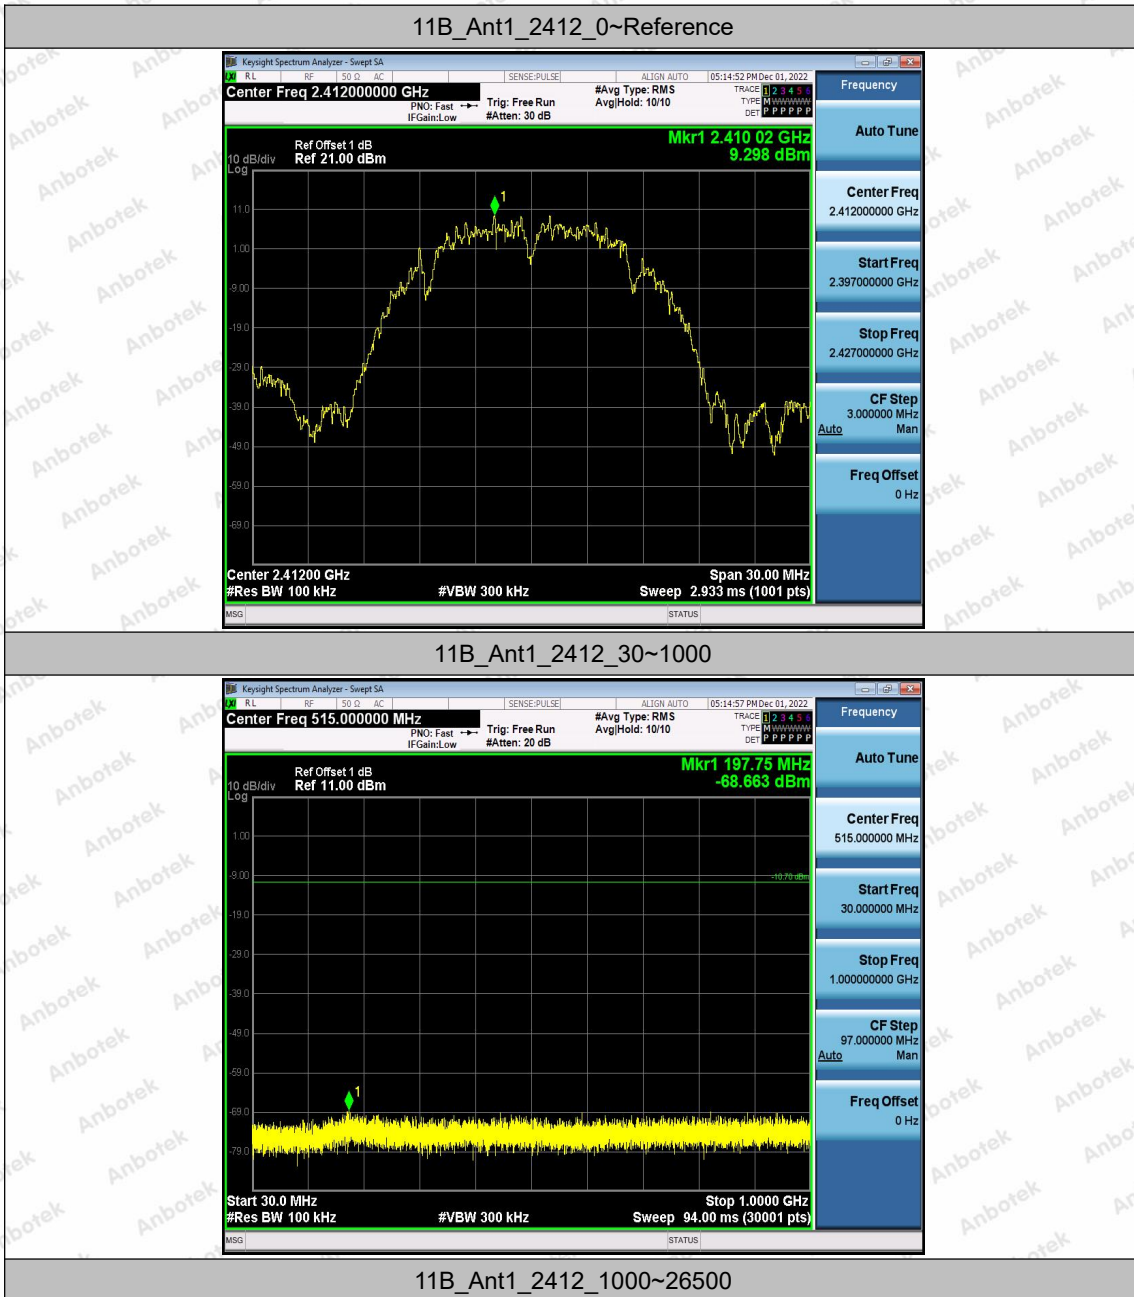 11B_Ant1_2412_0~Reference
Keysight Spectrum Analyzer - Swept SA
LXI RL RF 50 Ω AC SENSE:PULSE ALIGN AUTO 05:14:52 PM Dec 01, 2022
Center Freq 2.412000000 GHz
PNO: Fast
IFGain:Low
Trig: Free Run
#Atten: 30 dB
#Avg Type: RMS
Avg|Hold: 10/10
TRACE 1 2 3 4 5 6
TYPE M WWWWW
DET P P P P P P
Mkr1 2.410 02 GHz
9.298 dBm
Ref Offset 1 dB
10 dB/div Ref 21.00 dBm
Log
1
11.0
1.00
-9.00
-19.0
-29.0
-39.0
-49.0
-59.0
-69.0
Center 2.41200 GHz Span 30.00 MHz
#Res BW 100 kHz #VBW 300 kHz Sweep 2.933 ms (1001 pts)
MSG STATUS
Frequency
Auto Tune
Center Freq
2.412000000 GHz
Start Freq
2.397000000 GHz
Stop Freq
2.427000000 GHz
CF Step
3.000000 MHz
Auto Man
Freq Offset
0 Hz
11B_Ant1_2412_30~1000
Keysight Spectrum Analyzer - Swept SA
LXI RL RF 50 Ω AC SENSE:PULSE ALIGN AUTO 05:14:57 PM Dec 01, 2022
Center Freq 515.000000 MHz
PNO: Fast
IFGain:Low
Trig: Free Run
#Atten: 20 dB
#Avg Type: RMS
Avg|Hold: 10/10
TRACE 1 2 3 4 5 6
TYPE M WWWWW
DET P P P P P P
Mkr1 197.75 MHz
-68.663 dBm
Ref Offset 1 dB
10 dB/div Ref 11.00 dBm
Log
1.00
-9.00
-10.70 dBm
-19.0
-29.0
-39.0
-49.0
-59.0
1
-69.0
-79.0
Start 30.0 MHz Stop 1.0000 GHz
#Res BW 100 kHz #VBW 300 kHz Sweep 94.00 ms (30001 pts)
MSG STATUS
Frequency
Auto Tune
Center Freq
515.000000 MHz
Start Freq
30.000000 MHz
Stop Freq
1.000000000 GHz
CF Step
97.000000 MHz
Auto Man
Freq Offset
0 Hz
11B_Ant1_2412_1000~26500
Anbotek